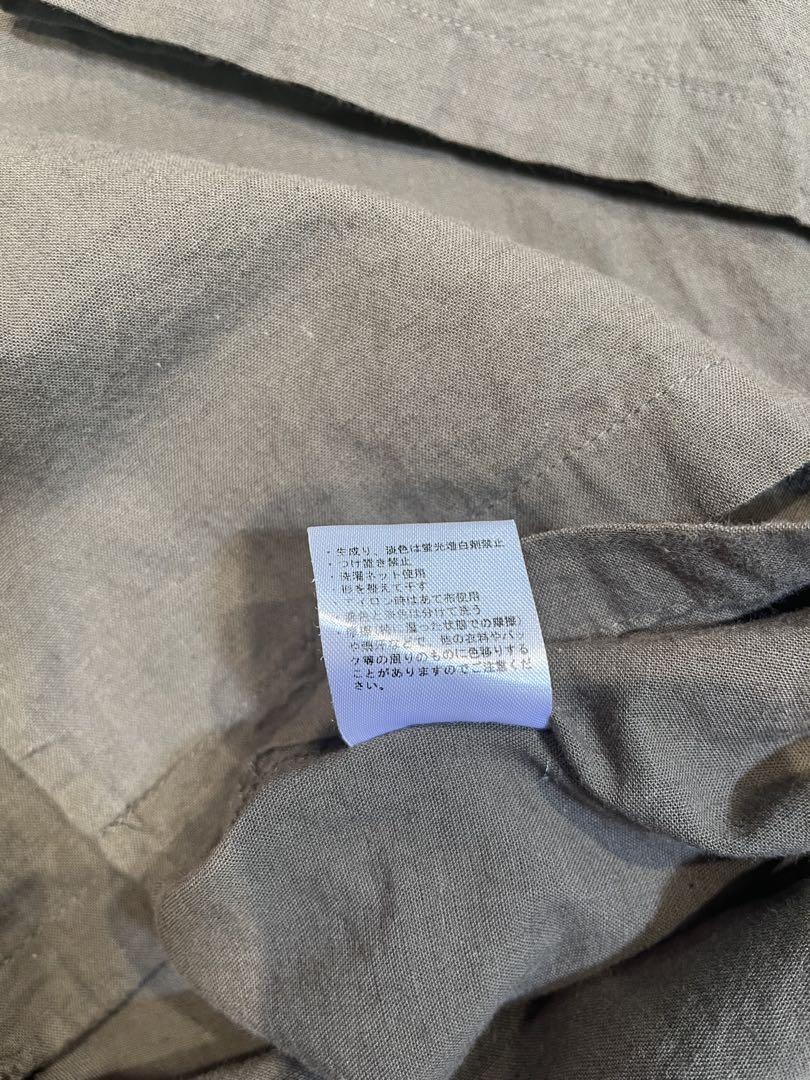 ・生成り、淡色は蛍光増白剤禁止
・つけ置き禁止
・洗濯ネット使用
・形を整えて干す
・アイロン時はあて布使用
・濃色と淡色は分けて洗う
・摩擦(特に湿った状態での摩擦)
や吸汗などで、他の衣料やバッ
ク等の周りのものに色移りする
ことがありますのでご注意くだ
さい。